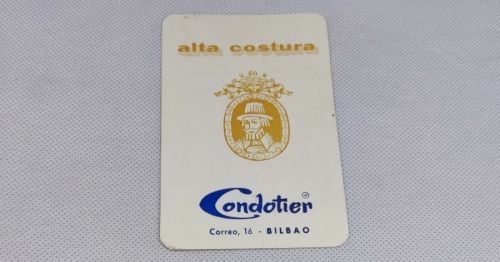 alta costura
Condotier ®
Correo, 16 - BILBAO